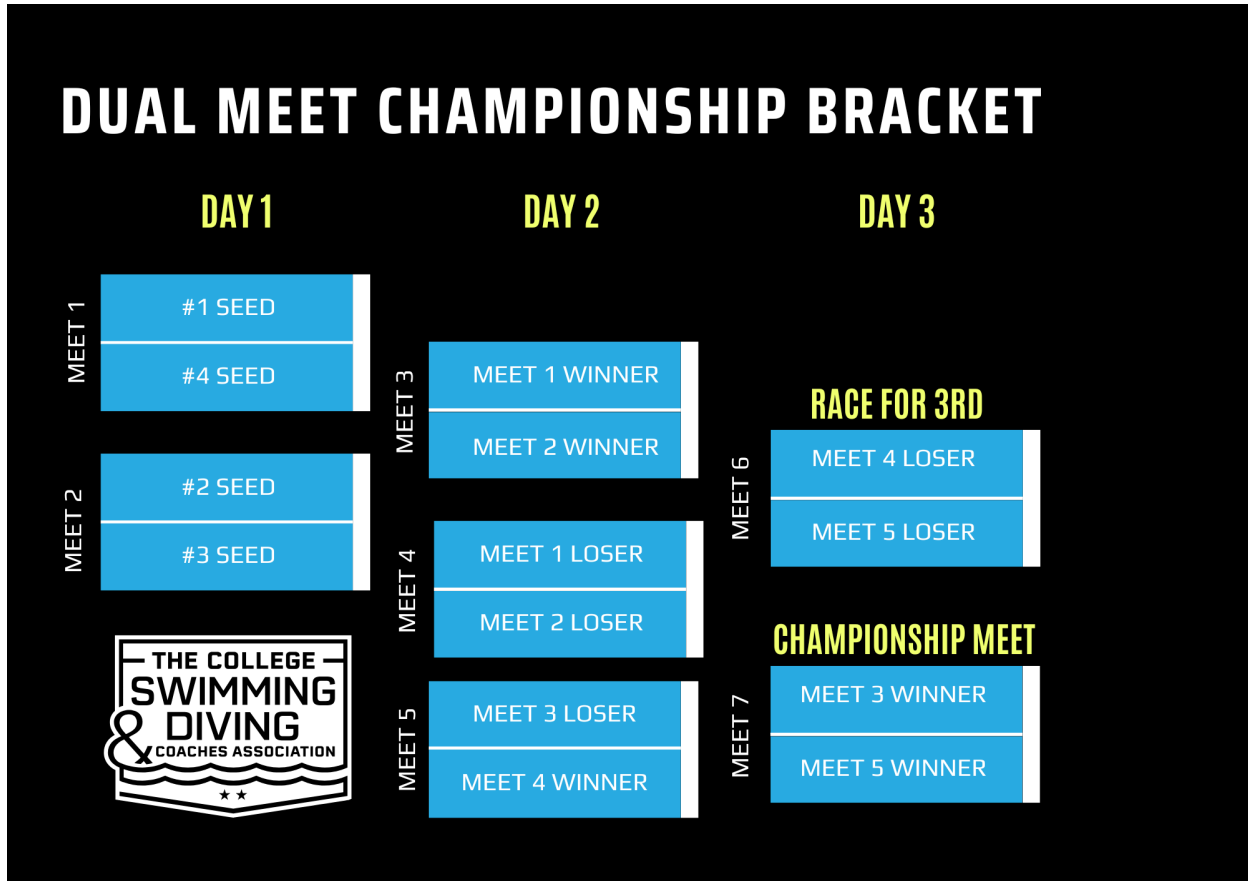 DUAL MEET CHAMPIONSHIP BRACKET
DAY 1
MEET 1
#1 SEED
#4 SEED
MEET 2
#2 SEED
#3 SEED
THE COLLEGE
SWIMMING
& DIVING
COACHES ASSOCIATION
DAY 2
MEET 3
MEET 1 WINNER
MEET 2 WINNER
MEET 4
MEET 1 LOSER
MEET 2 LOSER
MEET 5
MEET 3 LOSER
MEET 4 WINNER
DAY 3
RACE FOR 3RD
MEET 6
MEET 4 LOSER
MEET 5 LOSER
CHAMPIONSHIP MEET
MEET 7
MEET 3 WINNER
MEET 5 WINNER